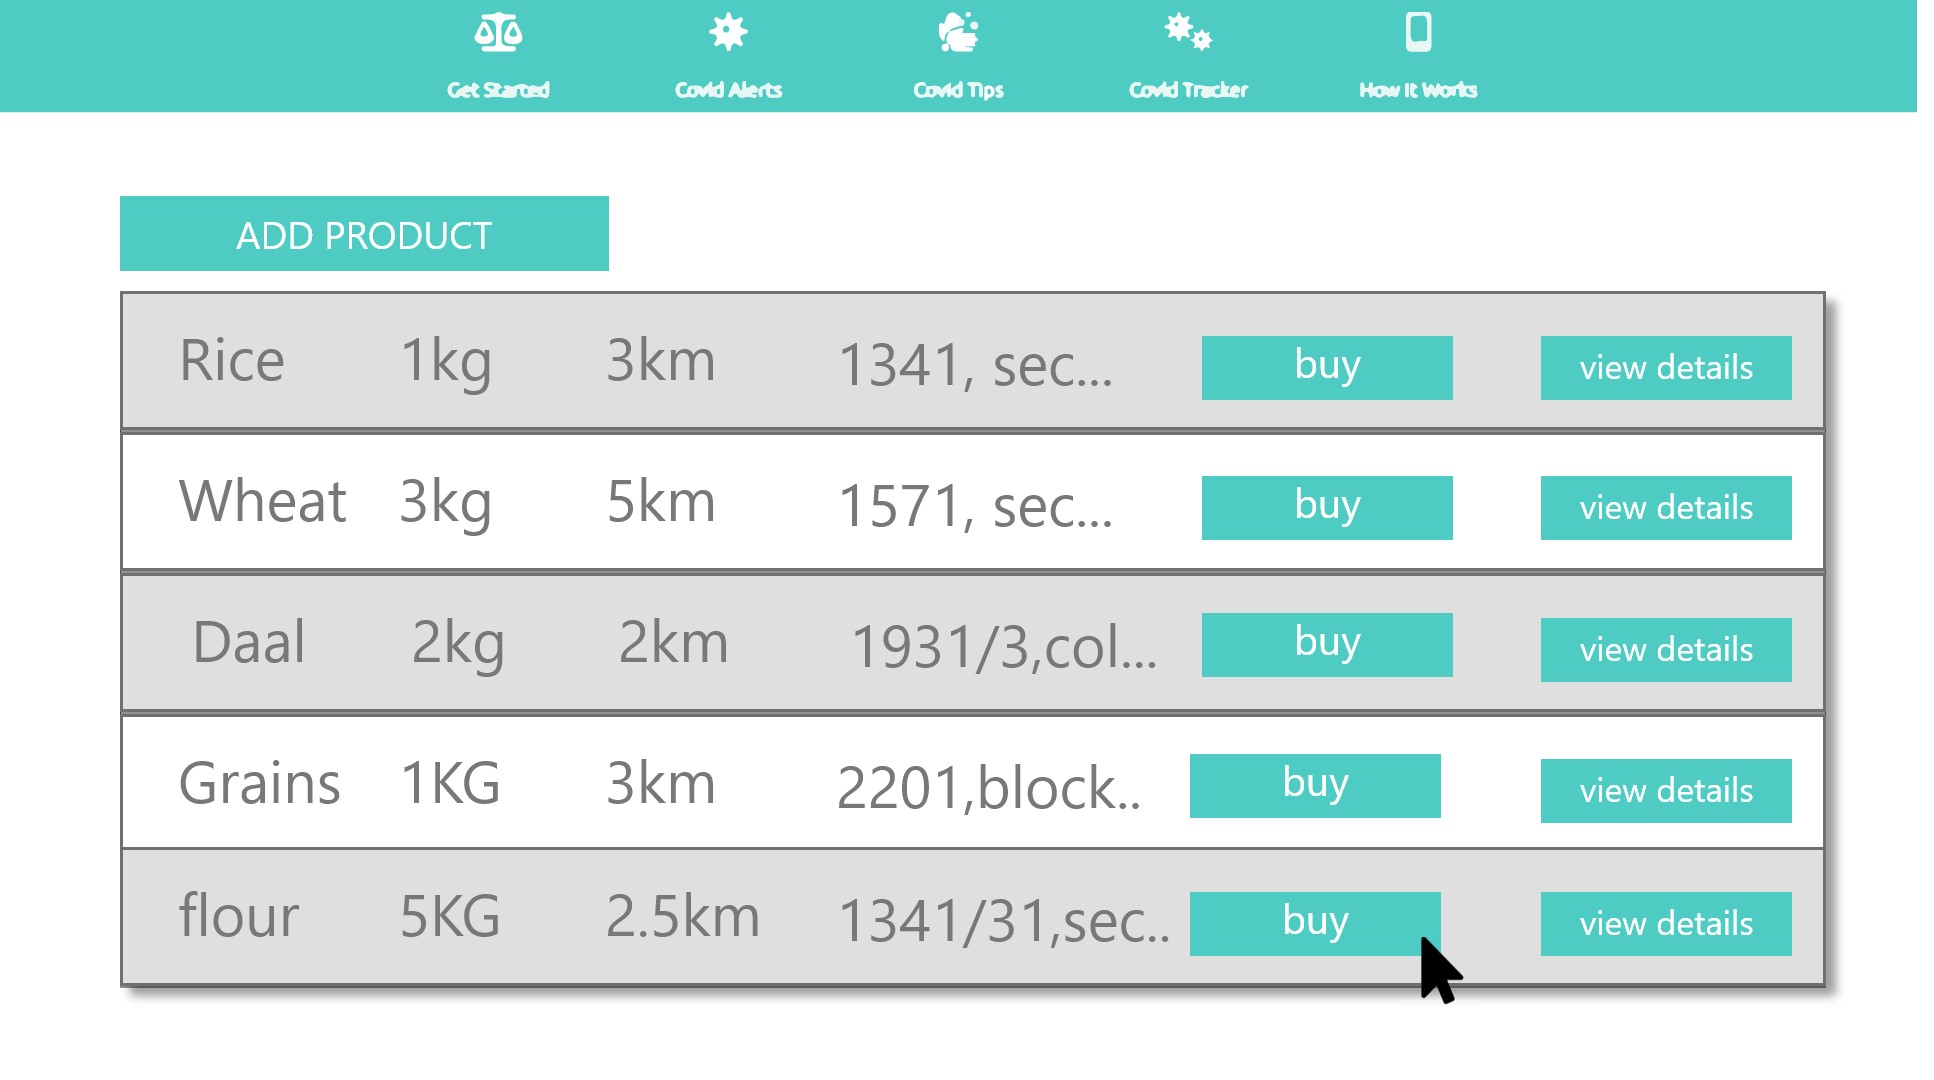 Get Started Covid Alerts Covid Tips Covid Tracker How It Works
ADD PRODUCT
Rice 1kg 3km 1341, sec... buy view details
Wheat 3kg 5km 1571, sec... buy view details
Daal 2kg 2km 1931/3,col... buy view details
Grains 1KG 3km 2201,block.. buy view details
flour 5KG 2.5km 1341/31,sec.. buy view details